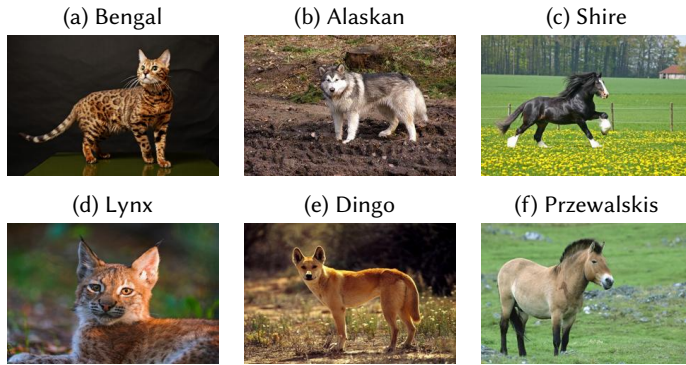 (a) Bengal
(b) Alaskan
(c) Shire
(d) Lynx
(e) Dingo
(f) Przewalskis